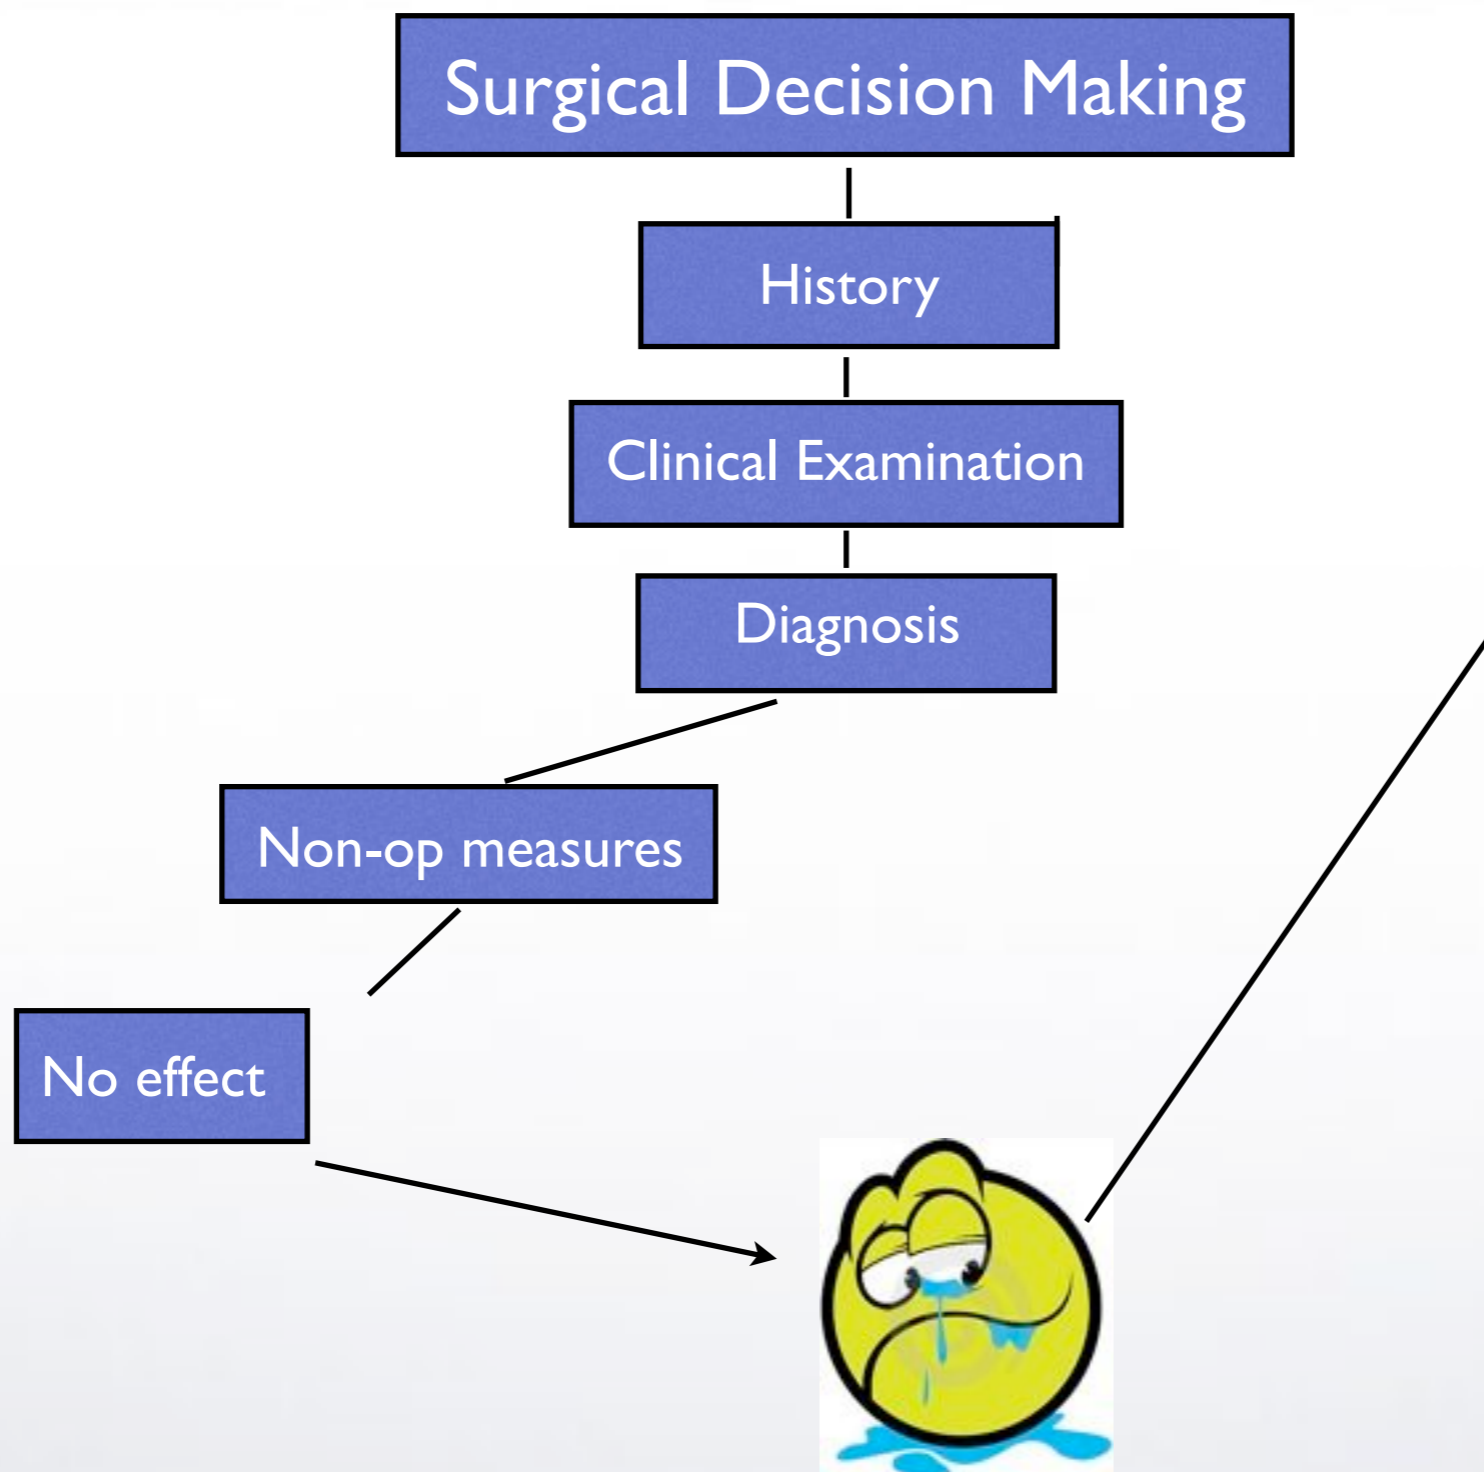 Surgical Decision Making
History
Clinical Examination
Diagnosis
Non-op measures
No effect